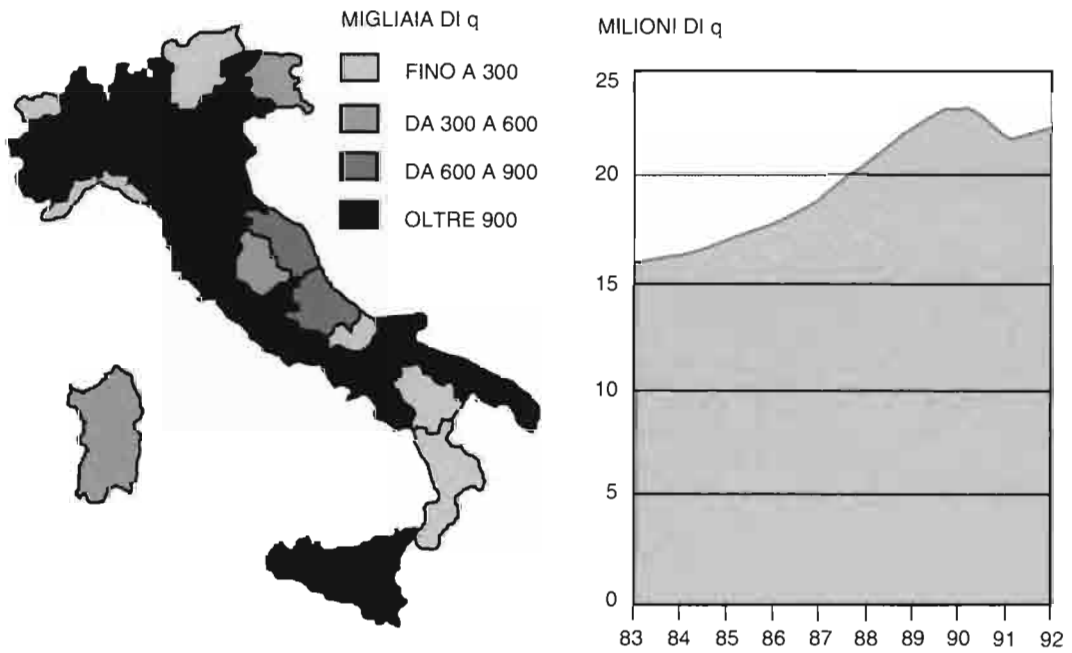 MIGLIAIA DI q
FINO A 300
DA 300 A 600
DA 600 A 900
OLTRE 900
MILIONI DI q
25
20
15
10
5
0
83 84 85 86 87 88 89 90 91 92